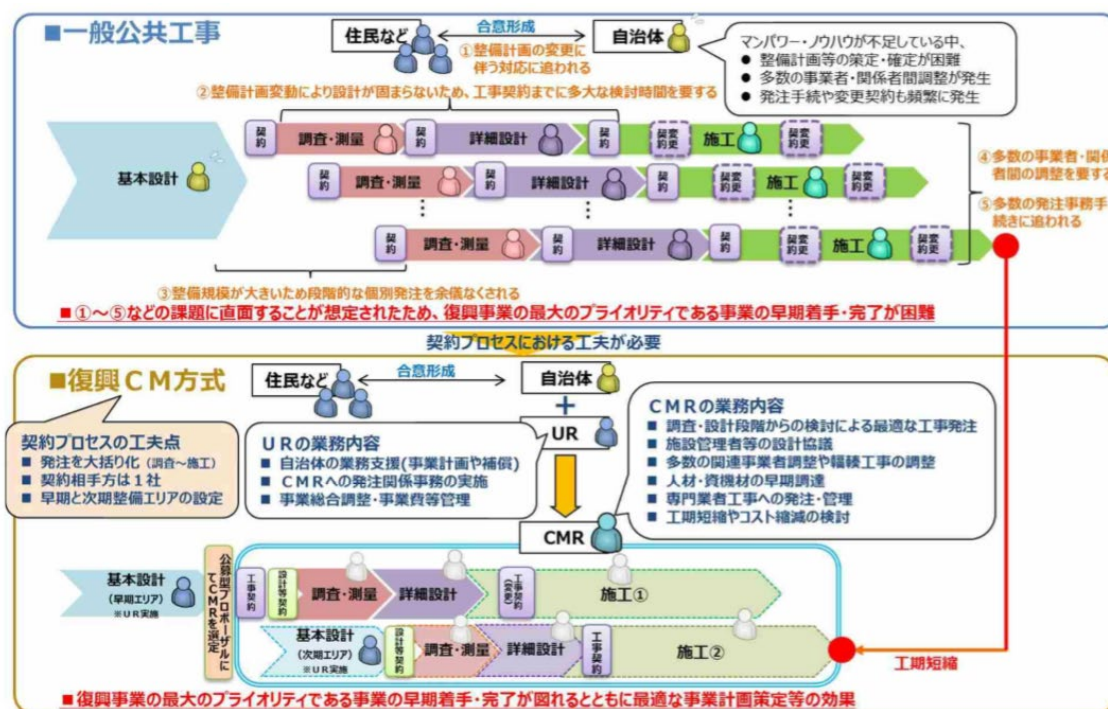 ■一般公共工事
住民など
合意形成
自治体
①整備計画の変更に
伴う対応に追われる
マンパワー・ノウハウが不足している中、
● 整備計画等の策定・確定が困難
● 多数の事業者・関係者間調整が発生
● 発注手続や変更契約も頻繁に発生
②整備計画変動により設計が固まらないため、工事契約までに多大な検討時間を要する
基本設計
契約
調査・測量
契約
詳細設計
契約
契約変更
施工
契約変更
契約
調査・測量
契約
詳細設計
契約
契約変更
施工
契約変更
⋮
⋮
⋮
契約
調査・測量
契約
詳細設計
契約
契約変更
施工
契約変更
④多数の事業者・関係
者間の調整を要する
⑤多数の発注事務手
続きに追われる
③整備規模が大きいため段階的な個別発注を余儀なくされる
■①~⑤などの課題に直面することが想定されたため、復興事業の最大のプライオリティである事業の早期着手・完了が困難
契約プロセスにおける工夫が必要
■復興CM方式
住民など
合意形成
自治体
+
UR
CMR
契約プロセスの工夫点
■ 発注を大括り化(調査~施工)
■ 契約相手方は1社
■ 早期と次期整備エリアの設定
URの業務内容
■ 自治体の業務支援(事業計画や補償)
■ CMRへの発注関係事務の実施
■ 事業総合調整・事業費等管理
CMRの業務内容
■ 調査・設計段階からの検討による最適な工事発注
■ 施設管理者等の設計協議
■ 多数の関連事業者調整や輻輳工事の調整
■ 人材・資機材の早期調達
■ 専門業者工事への発注・管理
■ 工期短縮やコスト縮減の検討
基本設計
(早期エリア)
※UR実施
公募型プロポーザルに
てCMRを選定
工事契約
設計等契約
調査・測量
詳細設計
工事契約
(変更)
施工①
基本設計
(次期エリア)
※UR実施
設計等契約
調査・測量
詳細設計
工事契約
施工②
工期短縮
■復興事業の最大のプライオリティである事業の早期着手・完了が図れるとともに最適な事業計画策定等の効果